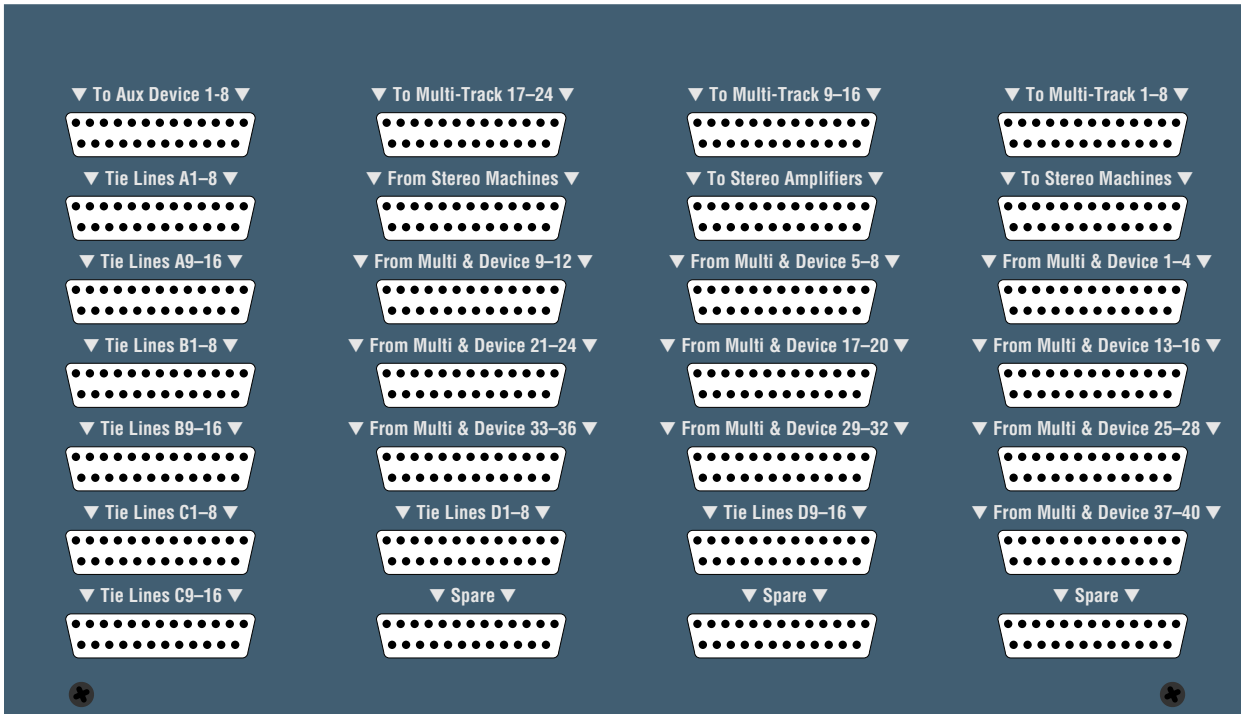 ▼ To Aux Device 1-8 ▼ ▼ To Multi-Track 17–24 ▼ ▼ To Multi-Track 9–16 ▼ ▼ To Multi-Track 1–8 ▼
▼ Tie Lines A1–8 ▼ ▼ From Stereo Machines ▼ ▼ To Stereo Amplifiers ▼ ▼ To Stereo Machines ▼
▼ Tie Lines A9–16 ▼ ▼ From Multi & Device 9–12 ▼ ▼ From Multi & Device 5–8 ▼ ▼ From Multi & Device 1–4 ▼
▼ Tie Lines B1–8 ▼ ▼ From Multi & Device 21–24 ▼ ▼ From Multi & Device 17–20 ▼ ▼ From Multi & Device 13–16 ▼
▼ Tie Lines B9–16 ▼ ▼ From Multi & Device 33–36 ▼ ▼ From Multi & Device 29–32 ▼ ▼ From Multi & Device 25–28 ▼
▼ Tie Lines C1–8 ▼ ▼ Tie Lines D1–8 ▼ ▼ Tie Lines D9–16 ▼ ▼ From Multi & Device 37–40 ▼
▼ Tie Lines C9–16 ▼ ▼ Spare ▼ ▼ Spare ▼ ▼ Spare ▼